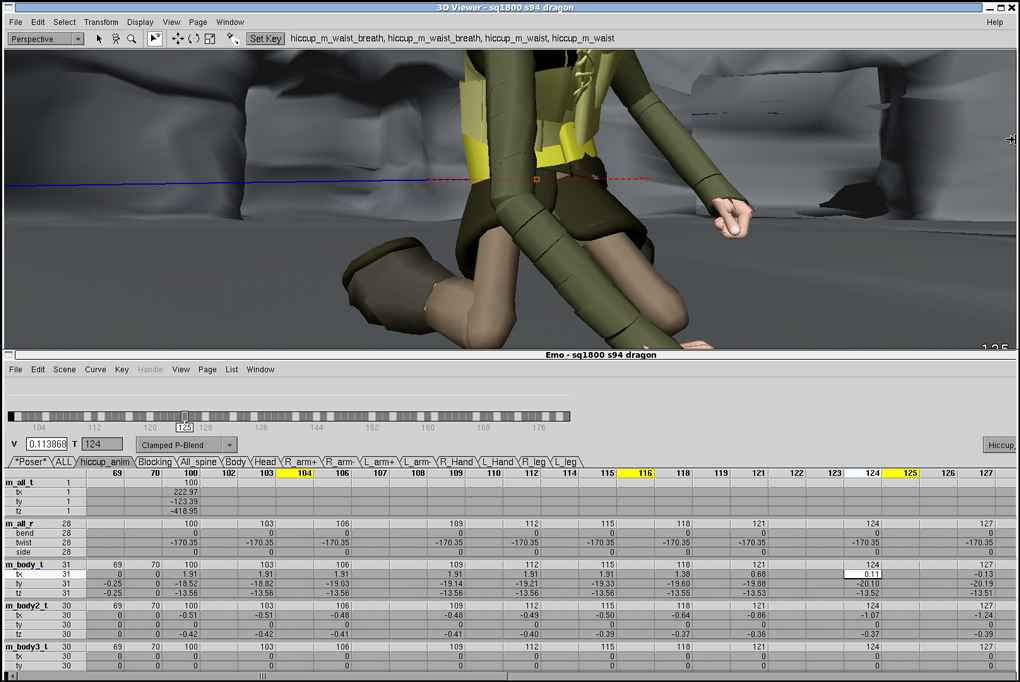 3D Viewer - sq1800 s94 dragon
File Edit Select Transform Display View Page Window Help
Perspective Set Key hiccup_m_waist_breath, hiccup_m_waist_breath, hiccup_m_waist, hiccup_m_waist
125
Emo - sq1800 s94 dragon
File Edit Scene Curve Key Handle View Page List Window
104 112 120 125 128 136 144 152 160 168 176
V 0.113868 T 124 Clamped P-Blend Hiccup,
*Poser* ALL hiccup_anim Blocking All_spine Body Head R_arm+ R_arm- L_arm+ L_arm- R_Hand L_Hand R_leg L_leg
69 70 100 102 103 104 106 109 110 112 115 116 118 119 121 122 123 124 125 126 127
m_all_t 1 100
tx 1 222.97
ty 1 -123.39
tz 1 -418.95
m_all_r 28 100 103 106 109 112 115 118 121 124 127
bend 28 0 0 0 0 0 0 0 0 0 0
twist 28 -170.35 -170.35 -170.35 -170.35 -170.35 -170.35 -170.35 -170.35 -170.35 -170.35
side 28 0 0 0 0 0 0 0 0 0 0
m_body_t 31 69 70 100 103 106 109 112 115 118 121 124 127
tx 31 0 0 1.91 1.91 1.91 1.91 1.91 1.91 1.38 0.68 0.11 -0.13
ty 31 -0.25 0 -18.52 -18.82 -19.03 -19.14 -19.21 -19.33 -19.60 -19.88 -20.10 -20.19
tz 31 -0.25 0 -13.56 -13.56 -13.56 -13.56 -13.56 -13.56 -13.55 -13.53 -13.52 -13.51
m_body2_t 30 69 70 100 103 106 109 112 115 118 121 124 127
tx 30 0 0 -0.51 -0.51 -0.48 -0.48 -0.49 -0.50 -0.64 -0.86 -1.07 -1.24
ty 30 0 0 0 0 0 0 0 0 0 0 0 0
tz 30 0 0 -0.42 -0.42 -0.41 -0.41 -0.40 -0.39 -0.37 -0.36 -0.37 -0.39
m_body3_t 30 69 70 100 103 106 109 112 115 118 121 124 127
tx 30 0 0 0 0 0 0 0 0 0 0 0 0
ty 30 0 0 0 0 0 0 0 0 0 0 0 0